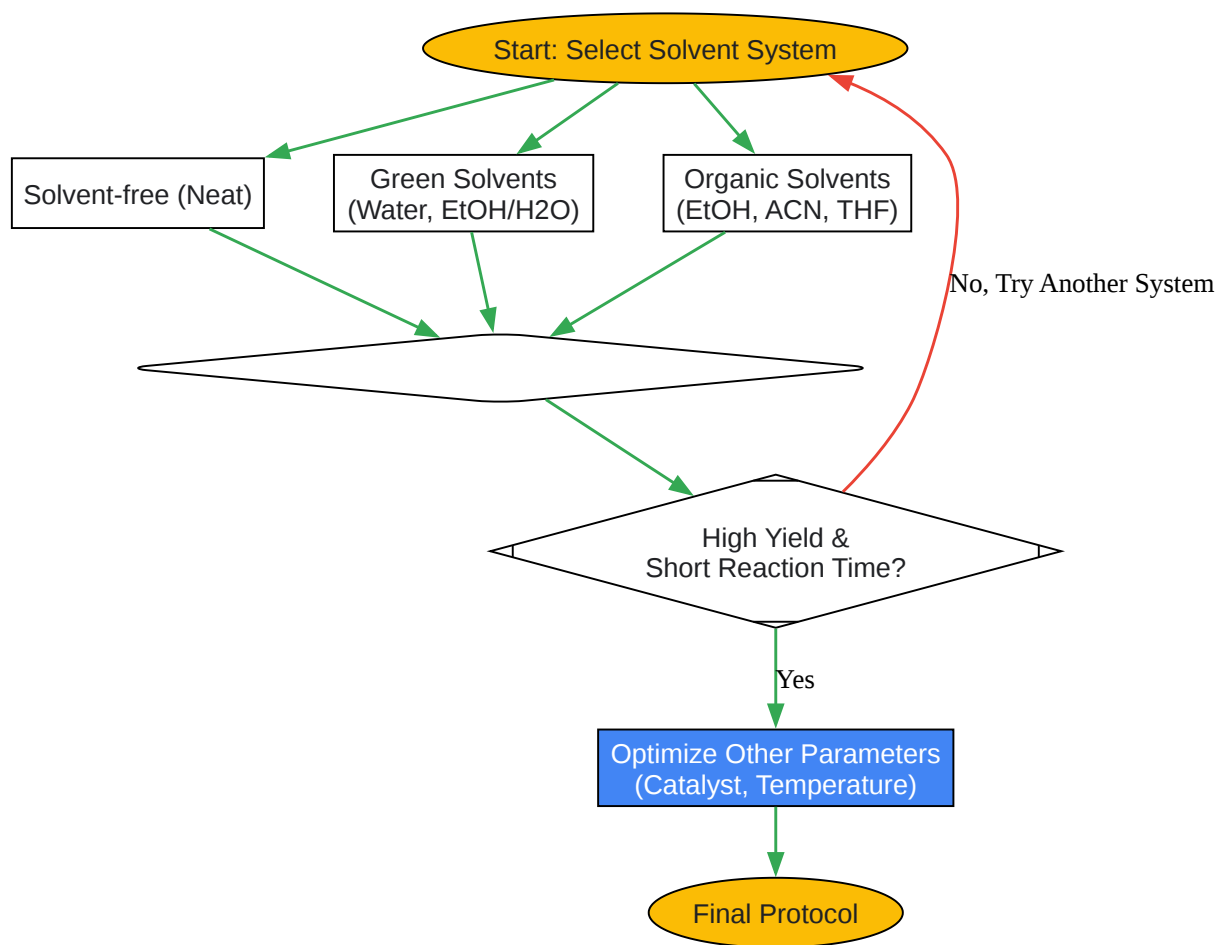 Start: Select Solvent System
Solvent-free (Neat)
Green Solvents
(Water, EtOH/H2O)
Organic Solvents
(EtOH, ACN, THF)
No, Try Another System
High Yield &
Short Reaction Time?
Yes
Optimize Other Parameters
(Catalyst, Temperature)
Final Protocol